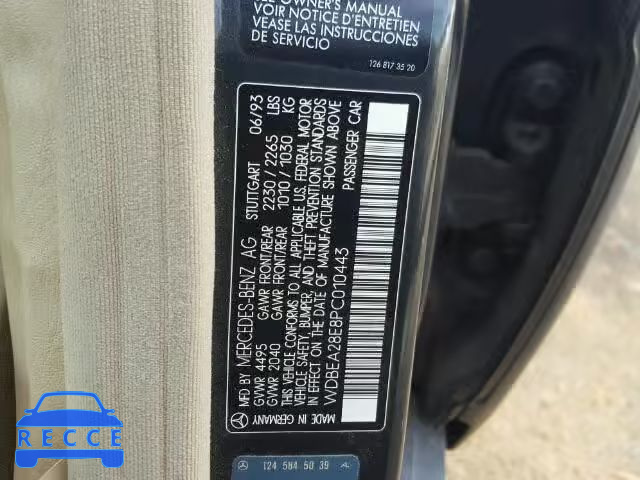 OWNER'S MANUAL
VOIR NOTICE D'ENTRETIEN
VEASE LAS INSTRUCCIONES
DE SERVICIO
126 817 35 20
MFD BY MERCEDES-BENZ AG STUTTGART 06/93
GVWR 4495 GAWR FRONT/REAR 2230 / 2265 LBS
GVWR 2040 GAWR FRONT/REAR 1010 / 1030 KG
THIS VEHICLE CONFORMS TO ALL APPLICABLE U.S. FEDERAL MOTOR
VEHICLE SAFETY, BUMPER, AND THEFT PREVENTION STANDARDS
IN EFFECT ON THE DATE OF MANUFACTURE SHOWN ABOVE
WDBEA28E8PC010443 PASSENGER CAR
MADE IN GERMANY
124 584 50 39
RECCE